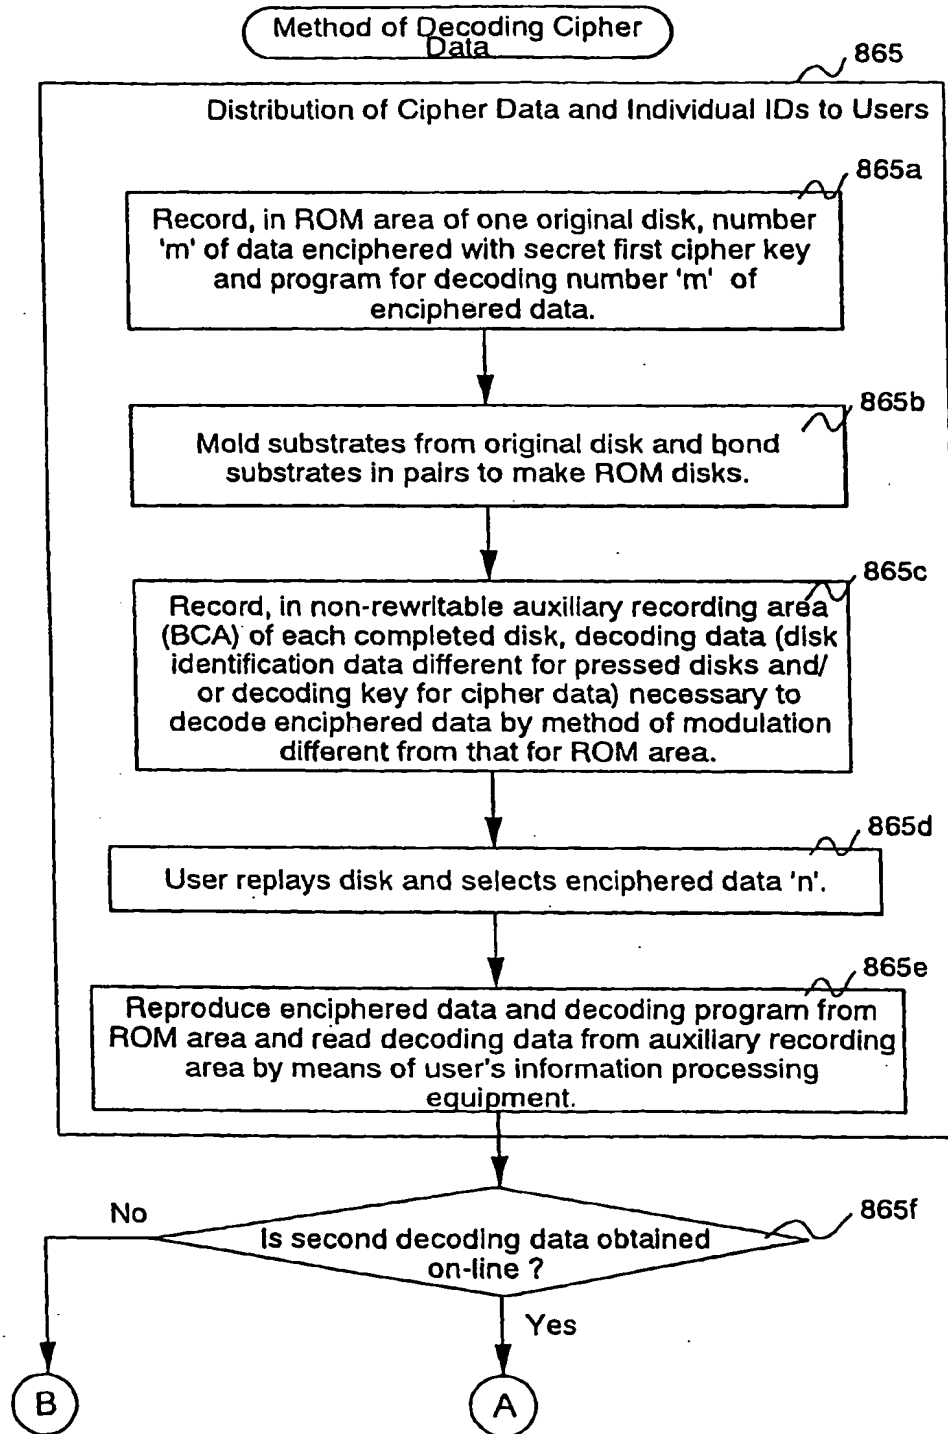 Method of Decoding Cipher
Data
865
Distribution of Cipher Data and Individual IDs to Users
865a
Record, in ROM area of one original disk, number
'm' of data enciphered with secret first cipher key
and program for decoding number 'm' of
enciphered data.
865b
Mold substrates from original disk and bond
substrates in pairs to make ROM disks.
865c
Record, in non-rewritable auxiliary recording area
(BCA) of each completed disk, decoding data (disk
identification data different for pressed disks and/
or decoding key for cipher data) necessary to
decode enciphered data by method of modulation
different from that for ROM area.
865d
User replays disk and selects enciphered data 'n'.
865e
Reproduce enciphered data and decoding program from
ROM area and read decoding data from auxiliary recording
area by means of user's information processing
equipment.
865f
No
Is second decoding data obtained
on-line ?
Yes
B
A